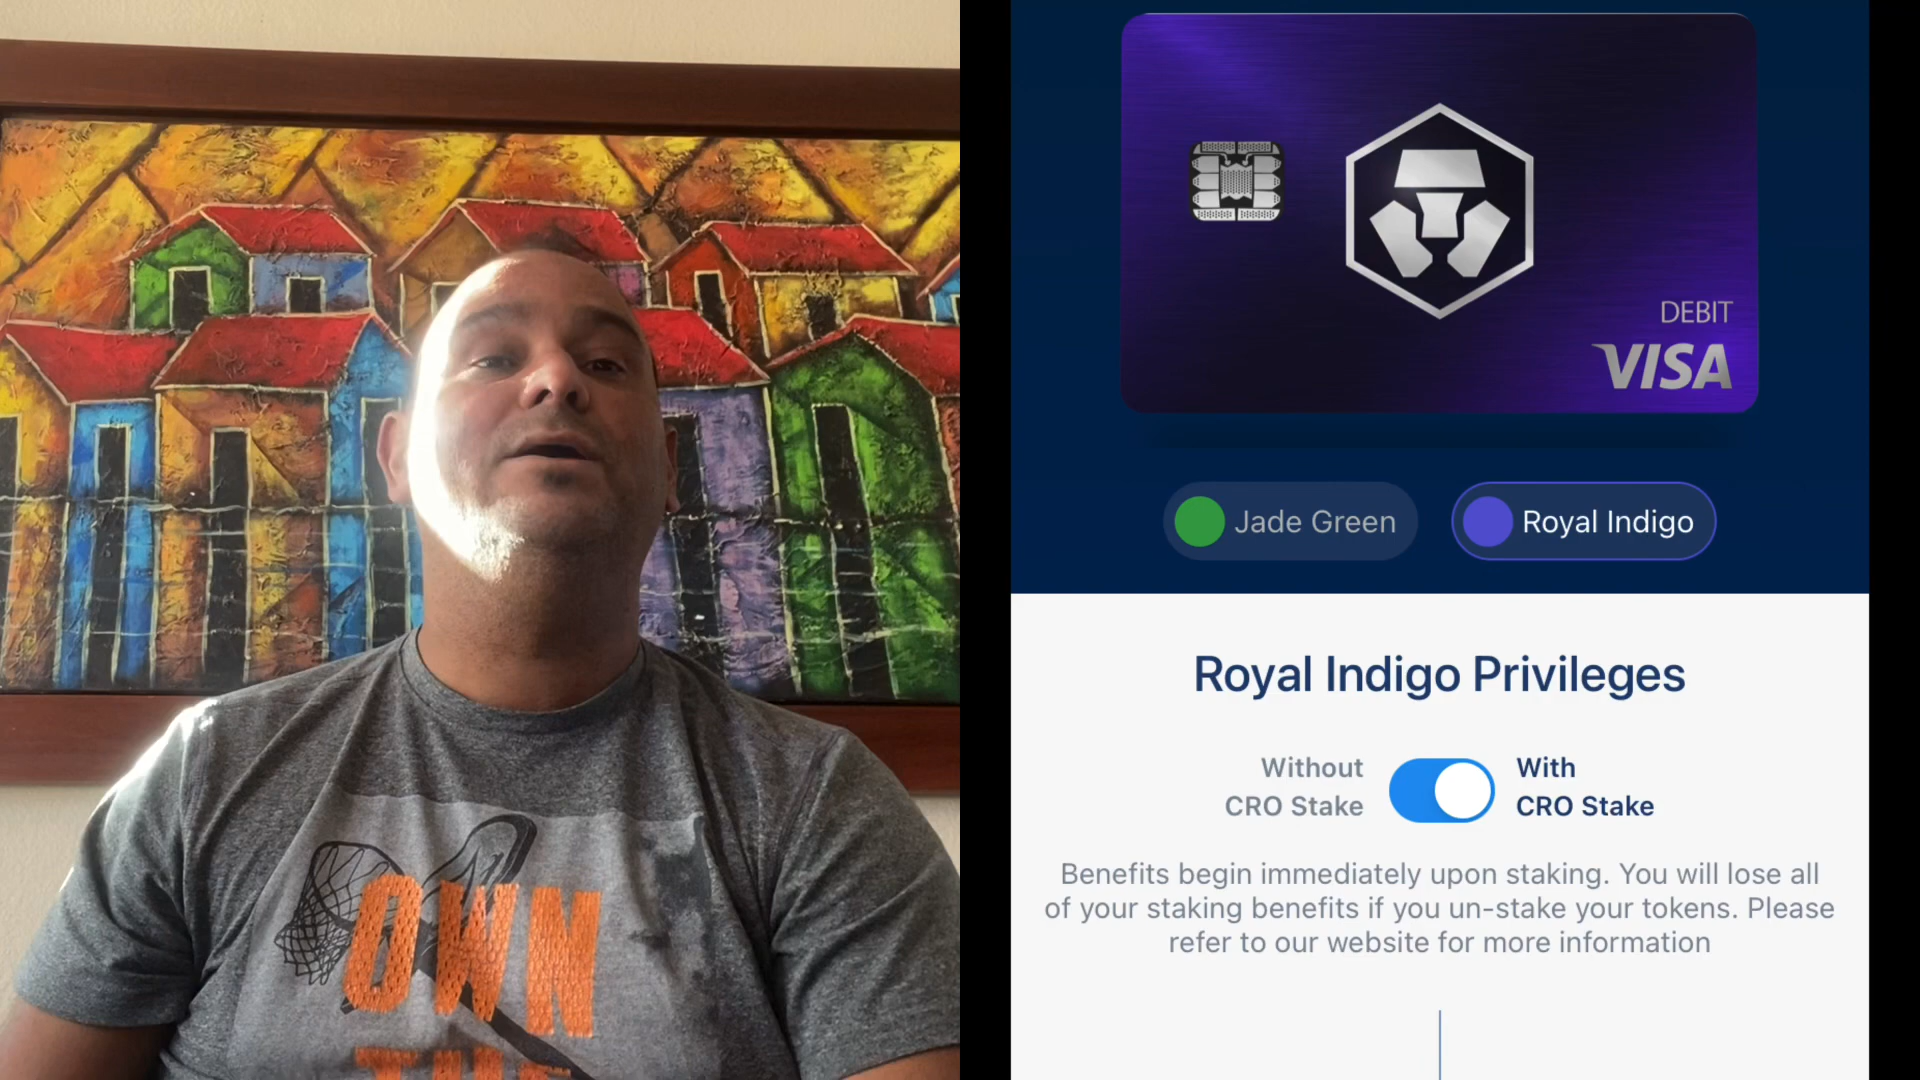 OWN
THE
DEBIT
VISA
Jade Green
Royal Indigo
Royal Indigo Privileges
Without
CRO Stake
With
CRO Stake
Benefits begin immediately upon staking. You will lose all
of your staking benefits if you un-stake your tokens. Please
refer to our website for more information